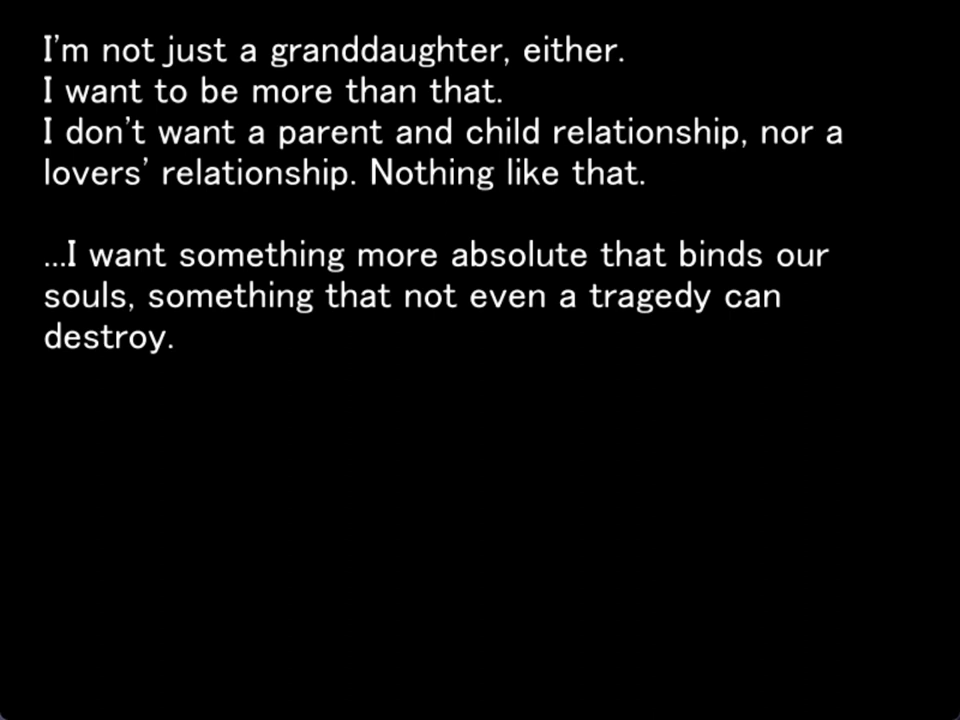 I'm not just a granddaughter, either.
I want to be more than that.
I don't want a parent and child relationship, nor a
lovers' relationship. Nothing like that.
...I want something more absolute that binds our
souls, something that not even a tragedy can
destroy.